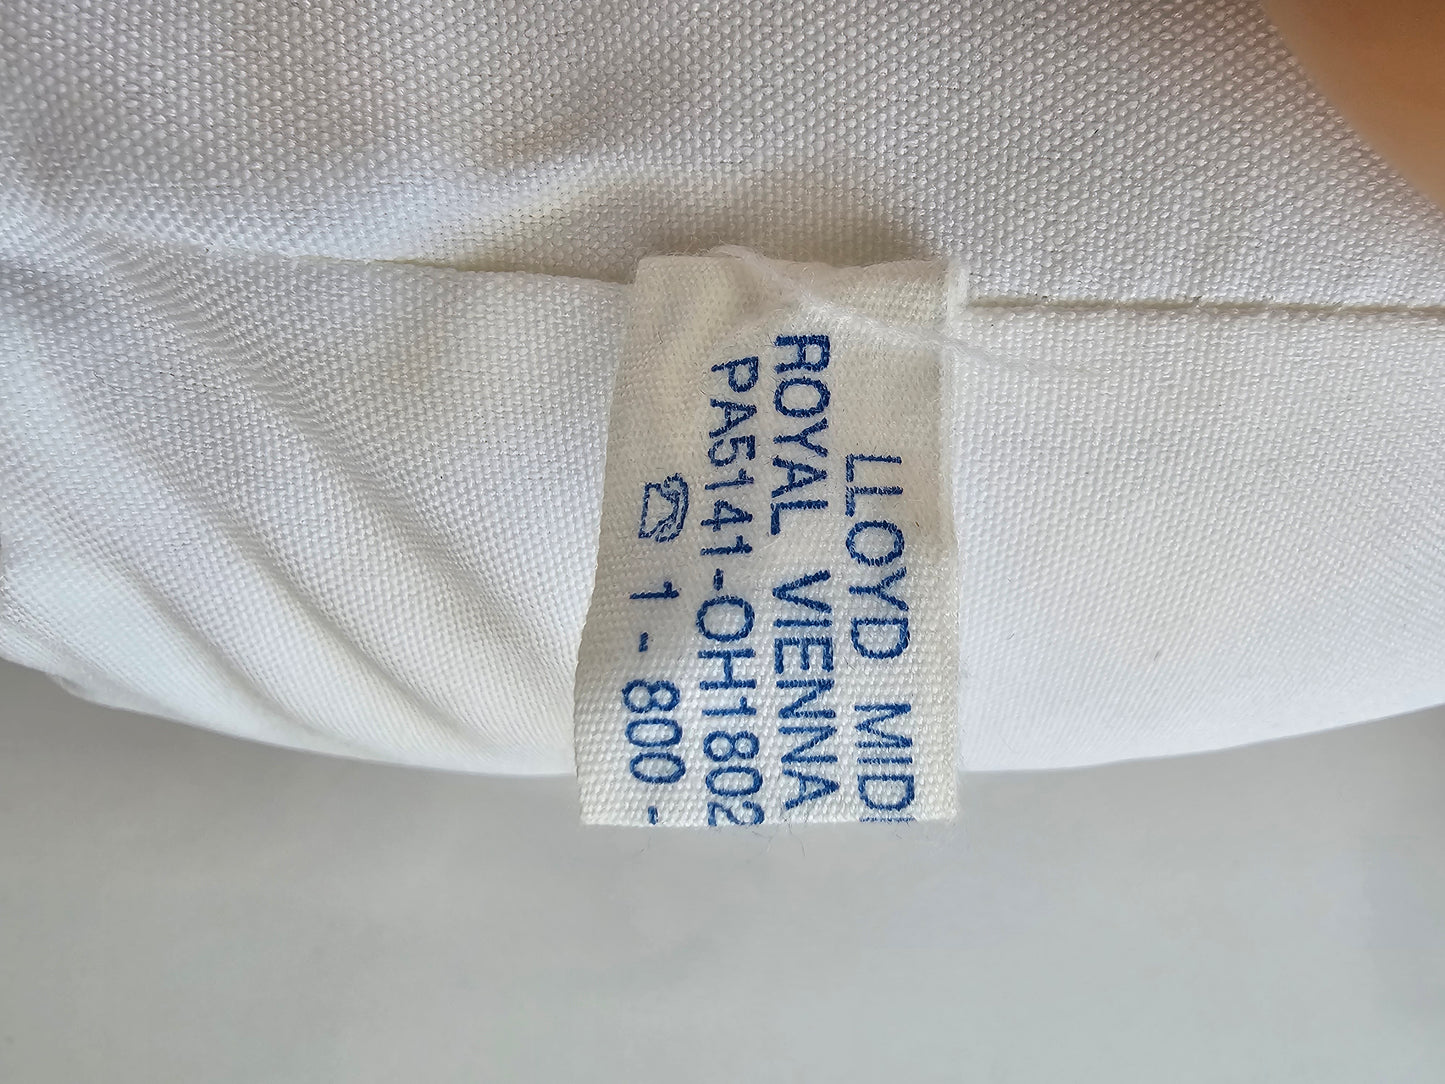 LLOYD MID
ROYAL VIENNA
PA5141-OH1802
☎ 1-800-